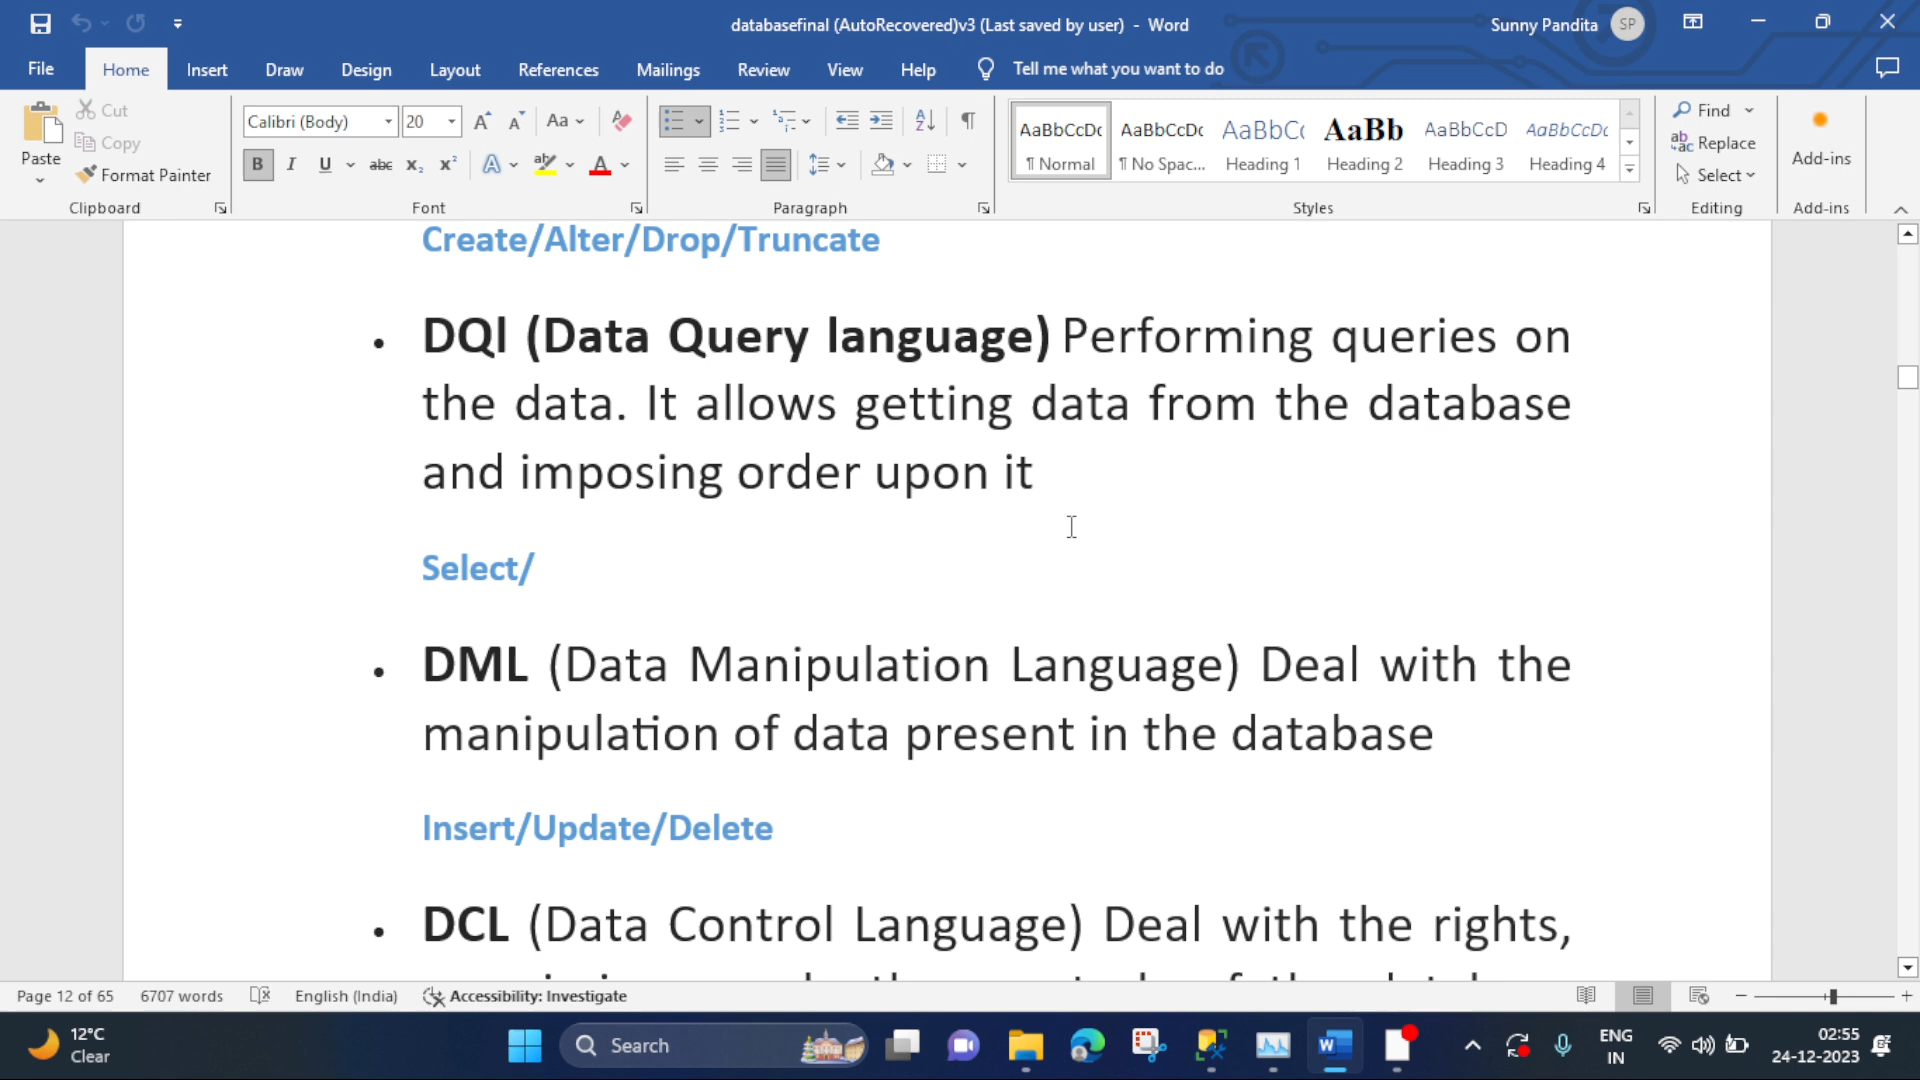 databasefinal (AutoRecovered)v3 (Last saved by user) - Word
Sunny Pandita SP
File Home Insert Draw Design Layout References Mailings Review View Help Tell me what you want to do
Paste
Cut
Copy
Format Painter
Clipboard
Calibri (Body) 20 Aa
B I U abc x₂ x² A A
Font
Paragraph
AaBbCcDc AaBbCcDc AaBbC( AaBb AaBbCcD AaBbCcDc
¶ Normal ¶ No Spac... Heading 1 Heading 2 Heading 3 Heading 4
Styles
Find
Replace
Select
Editing
Add-ins
Add-ins
Create/Alter/Drop/Truncate
• DQl (Data Query language) Performing queries on
the data. It allows getting data from the database
and imposing order upon it
Select/
• DML (Data Manipulation Language) Deal with the
manipulation of data present in the database
Insert/Update/Delete
• DCL (Data Control Language) Deal with the rights,
Page 12 of 65 6707 words English (India) Accessibility: Investigate
12°C
Clear
Search
ENG
IN
02:55
24-12-2023